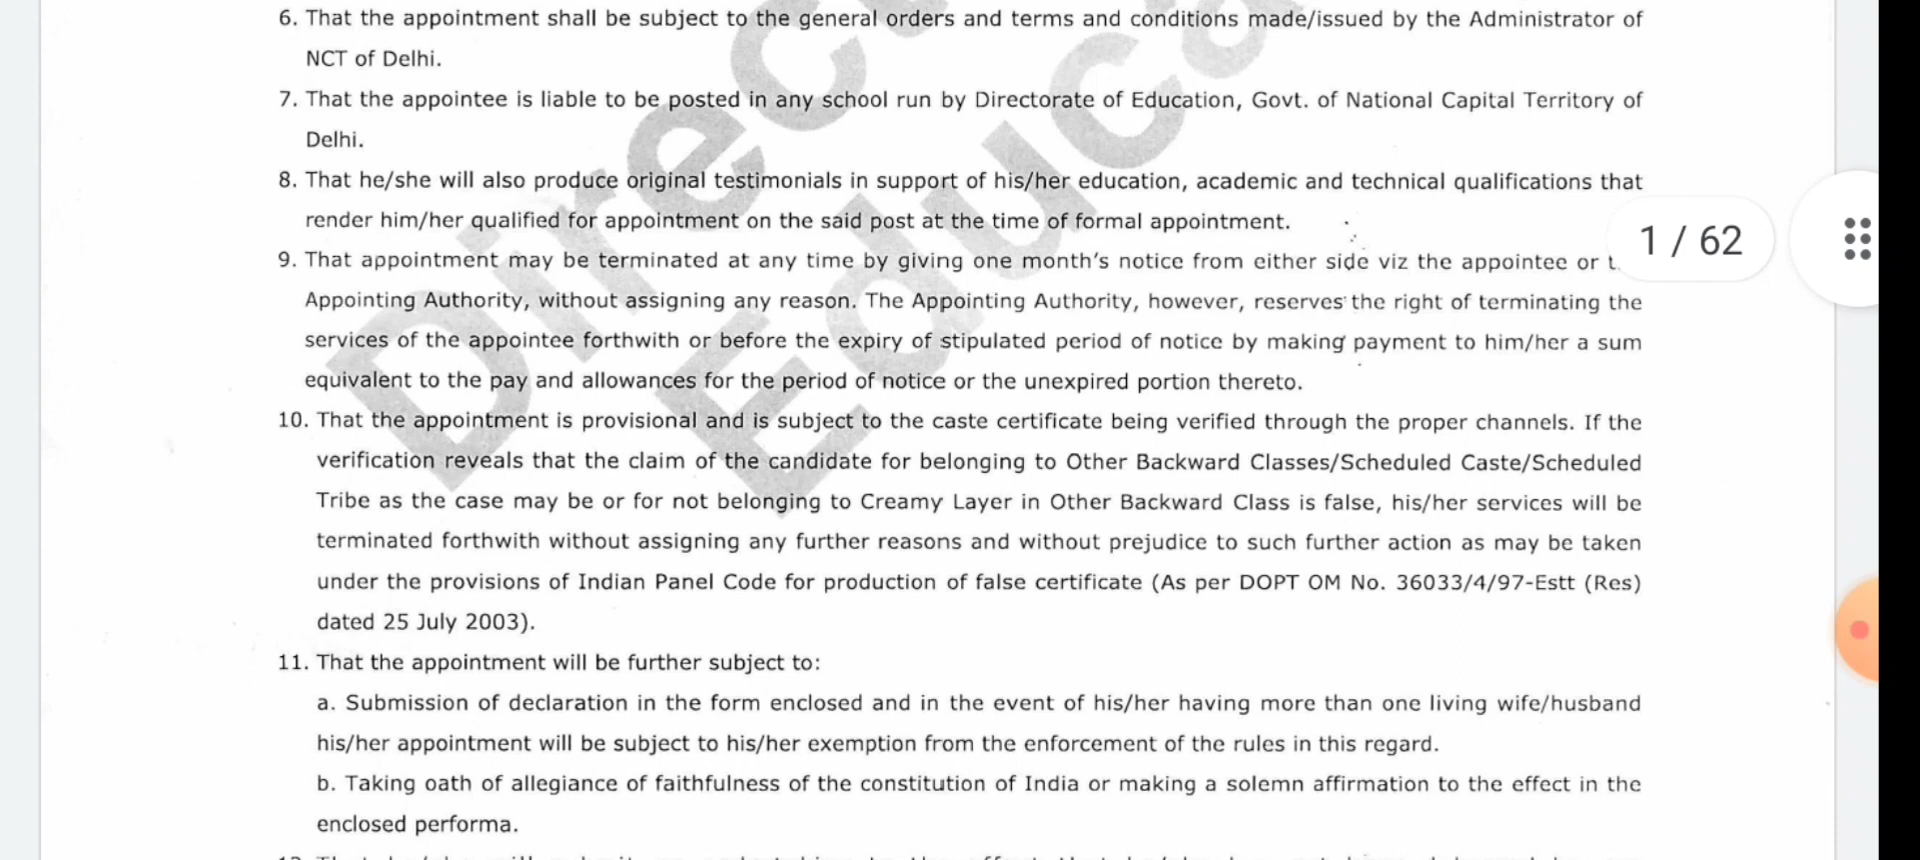 6. That the appointment shall be subject to the general orders and terms and conditions made/issued by the Administrator of
NCT of Delhi.
7. That the appointee is liable to be posted in any school run by Directorate of Education, Govt. of National Capital Territory of
Delhi.
8. That he/she will also produce original testimonials in support of his/her education, academic and technical qualifications that
render him/her qualified for appointment on the said post at the time of formal appointment.
1 / 62
9. That appointment may be terminated at any time by giving one month's notice from either side viz the appointee or
Appointing Authority, without assigning any reason. The Appointing Authority, however, reserves the right of terminating the
services of the appointee forthwith or before the expiry of stipulated period of notice by making payment to him/her a sum
equivalent to the pay and allowances for the period of notice or the unexpired portion thereto.
10. That the appointment is provisional and is subject to the caste certificate being verified through the proper channels. If the
verification reveals that the claim of the candidate for belonging to Other Backward Classes/Scheduled Caste/Scheduled
Tribe as the case may be or for not belonging to Creamy Layer in Other Backward Class is false, his/her services will be
terminated forthwith without assigning any further reasons and without prejudice to such further action as may be taken
under the provisions of Indian Panel Code for production of false certificate (As per DOPT OM No. 36033/4/97-Estt (Res)
dated 25 July 2003).
11. That the appointment will be further subject to:
a. Submission of declaration in the form enclosed and in the event of his/her having more than one living wife/husband
his/her appointment will be subject to his/her exemption from the enforcement of the rules in this regard.
b. Taking oath of allegiance of faithfulness of the constitution of India or making a solemn affirmation to the effect in the
enclosed performa.